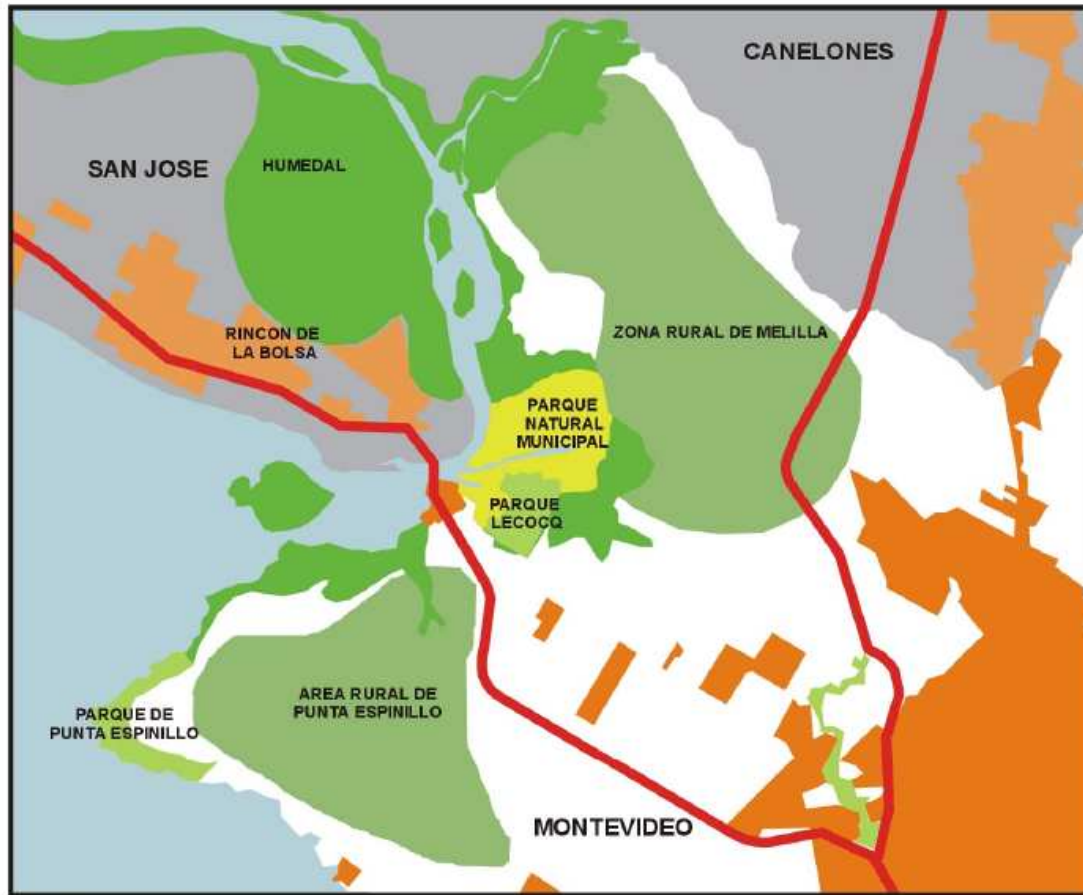 CANELONES
SAN JOSE
HUMEDAL
RINCON DE
LA BOLSA
ZONA RURAL DE MELILLA
PARQUE
NATURAL
MUNICIPAL
PARQUE
LECOCQ
AREA RURAL DE
PUNTA ESPINILLO
PARQUE DE
PUNTA ESPINILLO
MONTEVIDEO